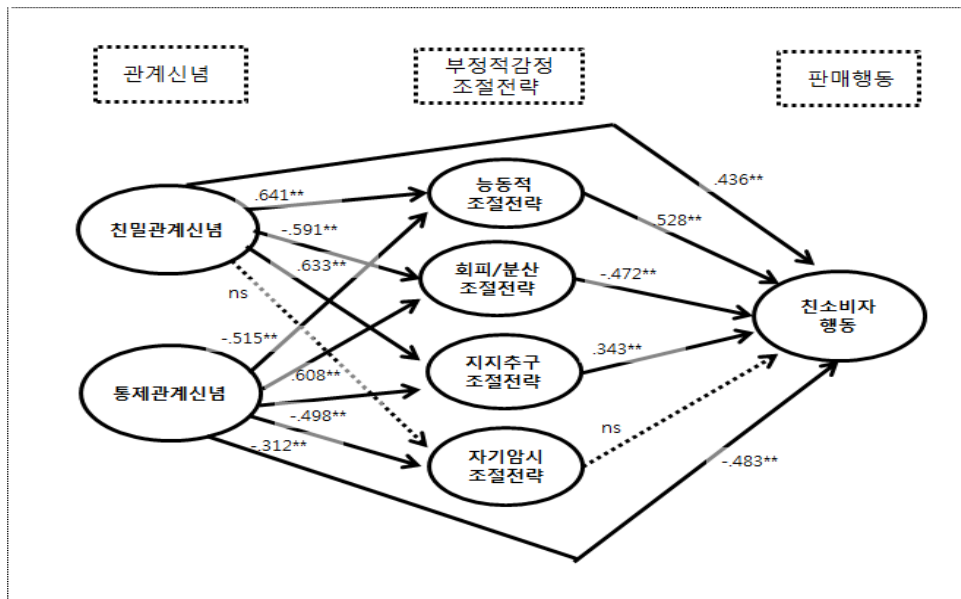 관계신념
부정적감정
조절전략
판매행동
.641**
능동적
조절전략
.436**
친밀관계신념
-.591**
.528**
.633**
회피/분산
조절전략
-.472**
ns
친소비자
행동
-.515**
.608**
지지추구
조절전략
.343**
통제관계신념
-.498**
-.312**
자기암시
조절전략
ns
-.483**